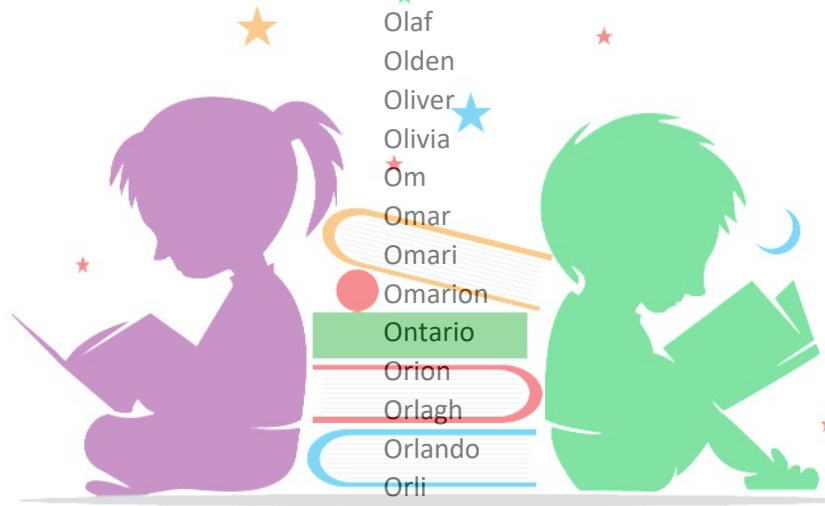 Olaf
Olden
Oliver
Olivia
Om
Omar
Omari
Omarion
Ontario
Orion
Orlagh
Orlando
Orli